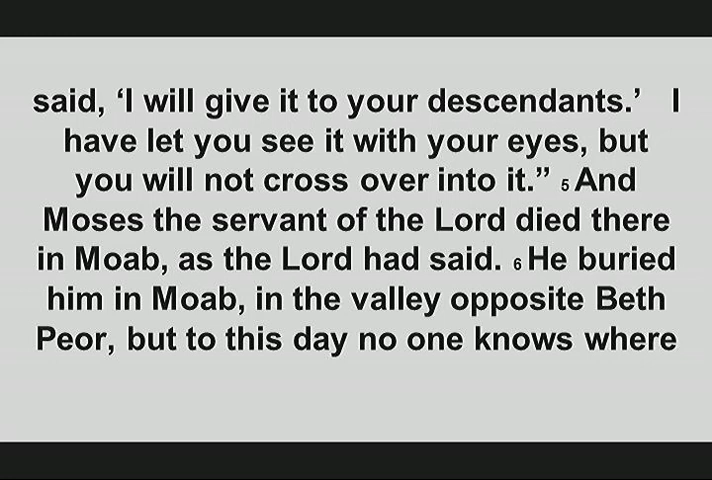 said, ‘I will give it to your descendants.’ I
have let you see it with your eyes, but
you will not cross over into it.” 5 And
Moses the servant of the Lord died there
in Moab, as the Lord had said. 6 He buried
him in Moab, in the valley opposite Beth
Peor, but to this day no one knows where